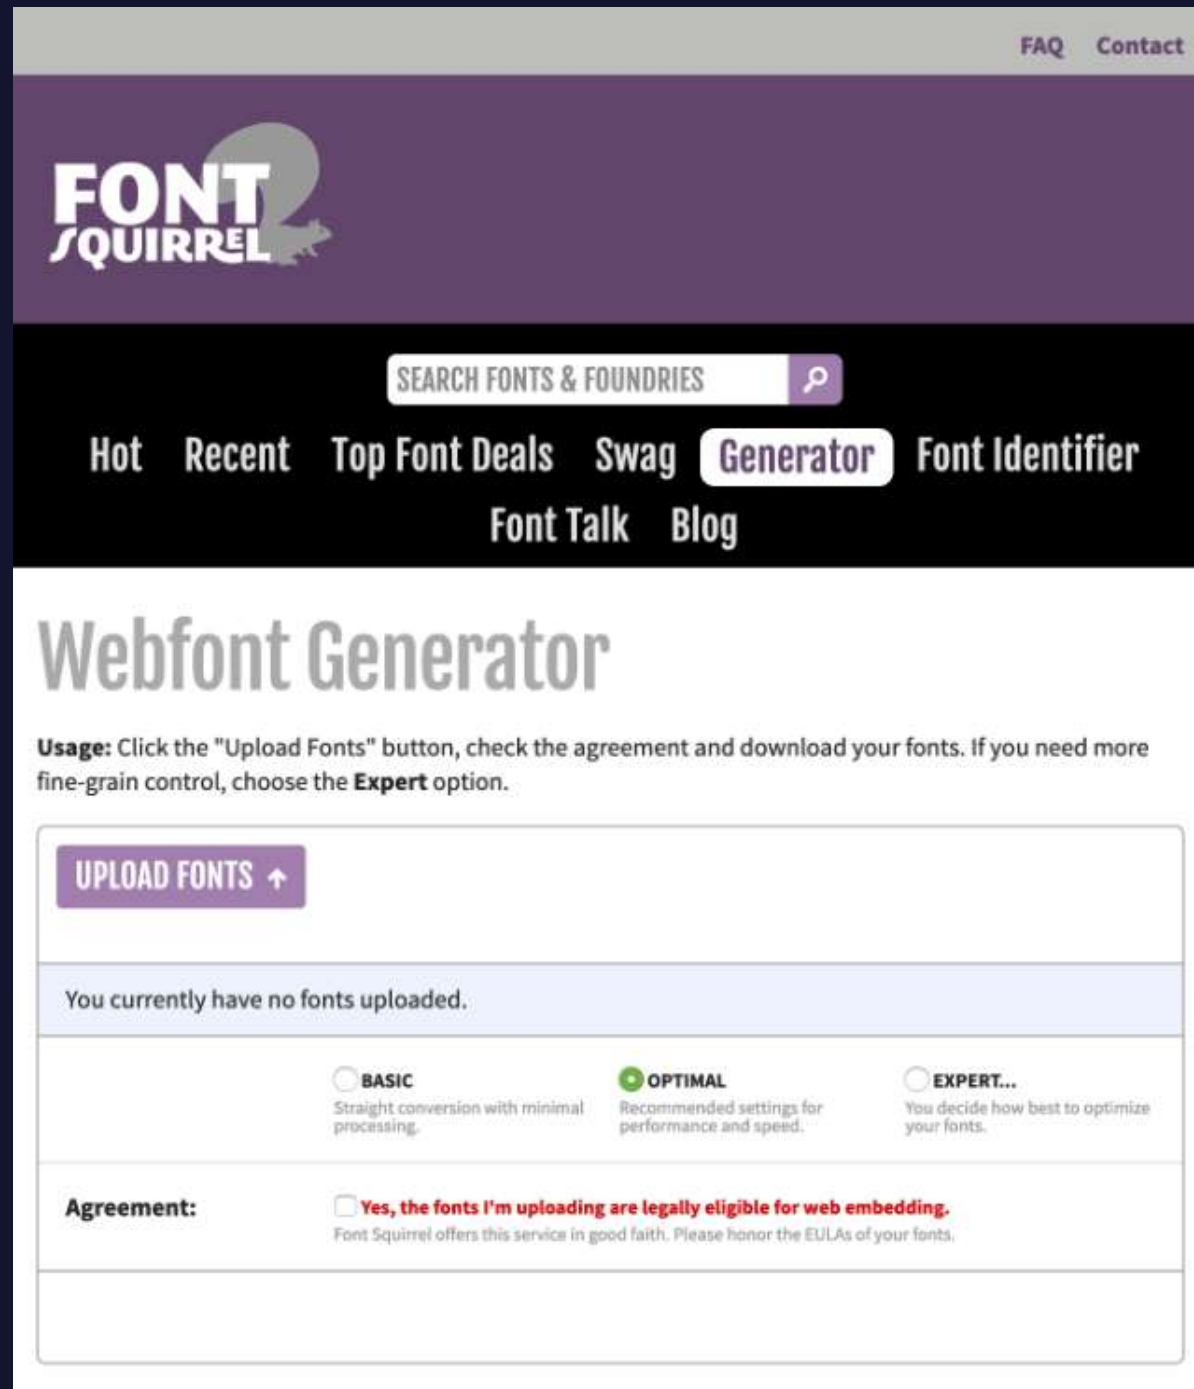 FAQ Contact
FONT
SQUIRREL
SEARCH FONTS & FOUNDRIES
Hot Recent Top Font Deals Swag Generator Font Identifier
Font Talk Blog
Webfont Generator
Usage: Click the "Upload Fonts" button, check the agreement and download your fonts. If you need more
fine-grain control, choose the Expert option.
UPLOAD FONTS ↑
You currently have no fonts uploaded.
BASIC
Straight conversion with minimal
processing.
OPTIMAL
Recommended settings for
performance and speed.
EXPERT...
You decide how best to optimize
your fonts.
Agreement:
Yes, the fonts I'm uploading are legally eligible for web embedding.
Font Squirrel offers this service in good faith. Please honor the EULAs of your fonts.